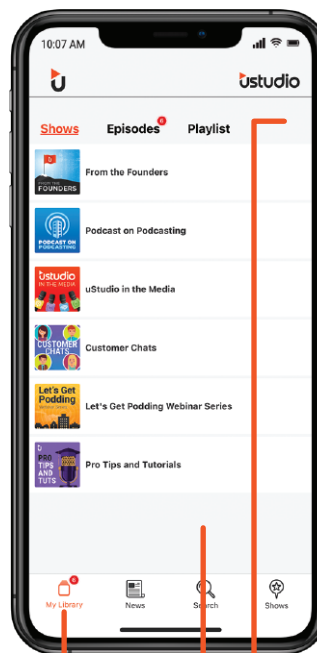 10:07 AM
ustudio
Shows Episodes 6 Playlist
FROM THE
FOUNDERS
From the Founders
PODCAST ON
PODCASTING
Podcast on Podcasting
ustudio
IN THE MEDIA
uStudio in the Media
CUSTOMER
CHATS
Customer Chats
Let's Get
Podding
Webinar Series
Let's Get Podding Webinar Series
PRO
TIPS
AND
TUTS
Pro Tips and Tutorials
6
My Library News Search Shows